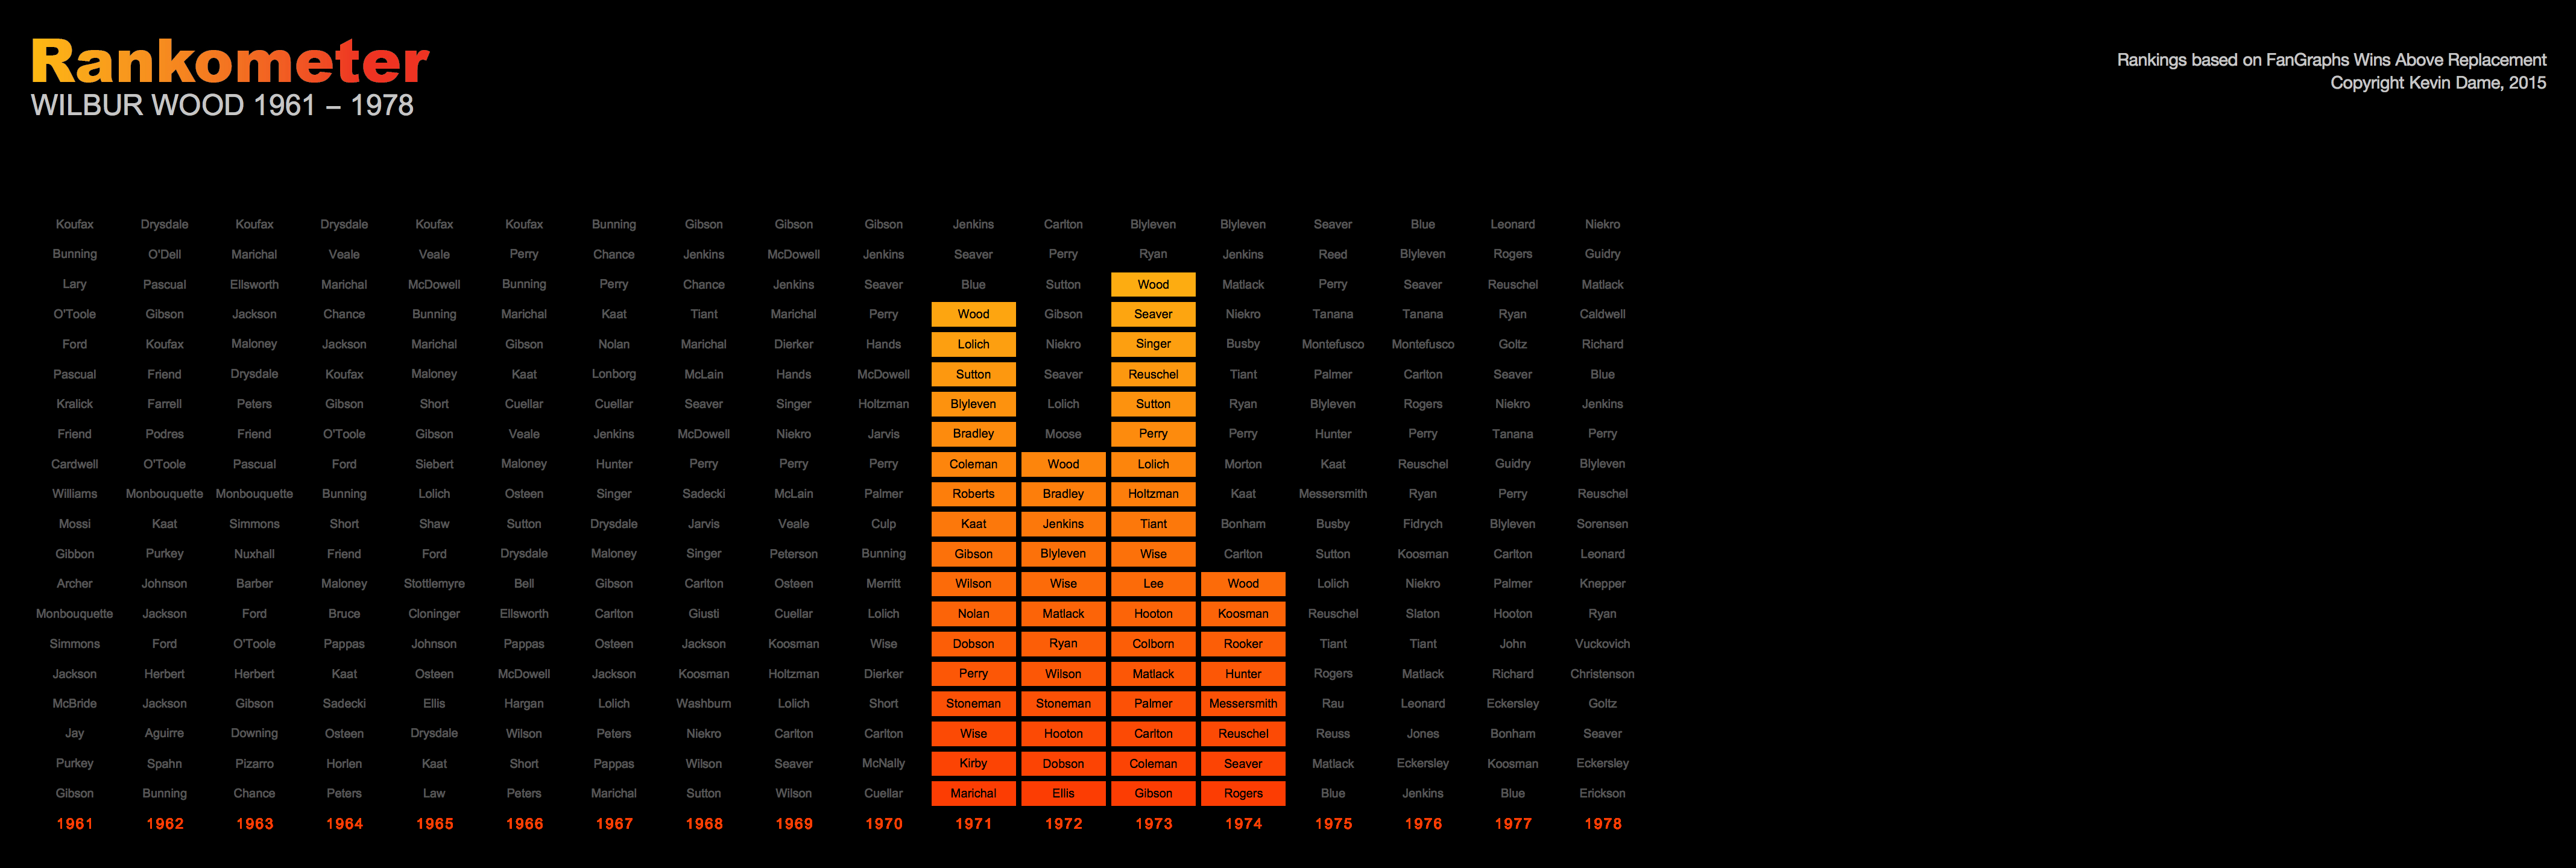 Rankometer
WILBUR WOOD 1961 – 1978
Rankings based on FanGraphs Wins Above Replacement
Copyright Kevin Dame, 2015
Koufax Drysdale Koufax Drysdale Koufax Koufax Bunning Gibson Gibson Gibson Jenkins Carlton Blyleven Blyleven Seaver Blue Leonard Niekro
Bunning O'Dell Marichal Veale Veale Perry Chance Jenkins McDowell Jenkins Seaver Perry Ryan Jenkins Reed Blyleven Rogers Guidry
Lary Pascual Ellsworth Marichal McDowell Bunning Perry Chance Jenkins Seaver Blue Sutton Wood Matlack Perry Seaver Reuschel Matlack
O'Toole Gibson Jackson Chance Bunning Marichal Kaat Tiant Marichal Perry Wood Gibson Seaver Niekro Tanana Tanana Ryan Caldwell
Ford Koufax Maloney Jackson Marichal Gibson Nolan Marichal Dierker Hands Lolich Niekro Singer Busby Montefusco Montefusco Goltz Richard
Pascual Friend Drysdale Koufax Maloney Kaat Lonborg McLain Hands McDowell Sutton Seaver Reuschel Tiant Palmer Carlton Seaver Blue
Kralick Farrell Peters Gibson Short Cuellar Cuellar Seaver Singer Holtzman Blyleven Lolich Sutton Ryan Blyleven Rogers Niekro Jenkins
Friend Podres Friend O'Toole Gibson Veale Jenkins McDowell Niekro Jarvis Bradley Moose Perry Perry Hunter Perry Tanana Perry
Cardwell O'Toole Pascual Ford Siebert Maloney Hunter Perry Perry Perry Coleman Wood Lolich Morton Kaat Reuschel Guidry Blyleven
Williams Monbouquette Monbouquette Bunning Lolich Osteen Singer Sadecki McLain Palmer Roberts Bradley Holtzman Kaat Messersmith Ryan Perry Reuschel
Mossi Kaat Simmons Short Shaw Sutton Drysdale Jarvis Veale Culp Kaat Jenkins Tiant Bonham Busby Fidrych Blyleven Sorensen
Gibbon Purkey Nuxhall Friend Ford Drysdale Maloney Singer Peterson Bunning Gibson Blyleven Wise Carlton Sutton Koosman Carlton Leonard
Archer Johnson Barber Maloney Stottlemyre Bell Gibson Carlton Osteen Merritt Wilson Wise Lee Wood Lolich Niekro Palmer Knepper
Monbouquette Jackson Ford Bruce Cloninger Ellsworth Carlton Giusti Cuellar Lolich Nolan Matlack Hooton Koosman Reuschel Slaton Hooton Ryan
Simmons Ford O'Toole Pappas Johnson Pappas Osteen Jackson Koosman Wise Dobson Ryan Colborn Rooker Tiant Tiant John Vuckovich
Jackson Herbert Herbert Kaat Osteen McDowell Jackson Koosman Holtzman Dierker Perry Wilson Matlack Hunter Rogers Matlack Richard Christenson
McBride Jackson Gibson Sadecki Ellis Hargan Lolich Washburn Lolich Short Stoneman Stoneman Palmer Messersmith Rau Leonard Eckersley Goltz
Jay Aguirre Downing Osteen Drysdale Wilson Peters Niekro Carlton Carlton Wise Hooton Carlton Reuschel Reuss Jones Bonham Seaver
Purkey Spahn Pizarro Horlen Kaat Short Pappas Wilson Seaver McNally Kirby Dobson Coleman Seaver Matlack Eckersley Koosman Eckersley
Gibson Bunning Chance Peters Law Peters Marichal Sutton Wilson Cuellar Marichal Ellis Gibson Rogers Blue Jenkins Blue Erickson
1961 1962 1963 1964 1965 1966 1967 1968 1969 1970 1971 1972 1973 1974 1975 1976 1977 1978